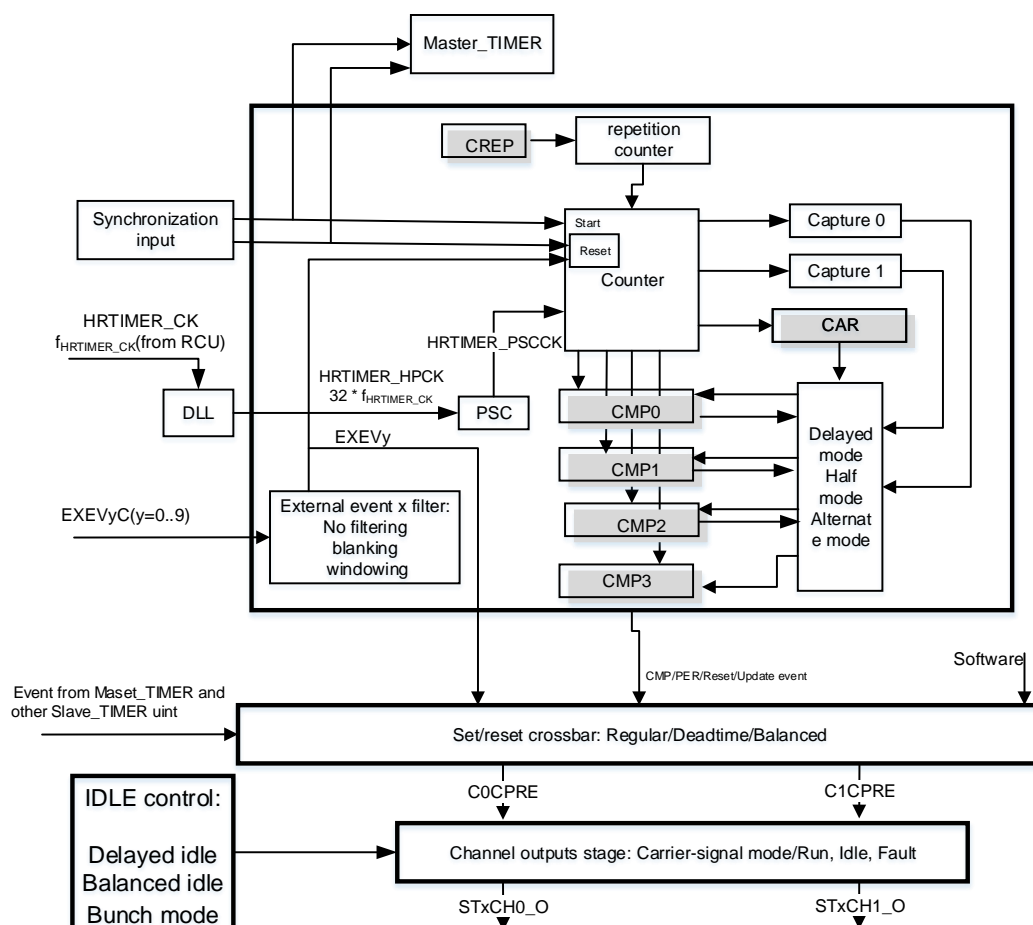 Master_TIMER
CREP
repetition
counter
Synchronization
input
Start
Reset
Counter
Capture 0
Capture 1
CAR
HRTIMER_CK
fHRTIMER_CK(from RCU)
HRTIMER_PSCCK
DLL
HRTIMER_HPCK
32 * fHRTIMER_CK
PSC
EXEVy
CMP0
CMP1
CMP2
CMP3
Delayed
mode
Half
mode
Alternat
e mode
EXEVyC(y=0..9)
External event x filter:
No filtering
blanking
windowing
CMP/PER/Reset/Update event
Software
Event from Maset_TIMER and
other Slave_TIMER uint
Set/reset crossbar: Regular/Deadtime/Balanced
C0CPRE
C1CPRE
IDLE control:
Delayed idle
Balanced idle
Bunch mode
Channel outputs stage: Carrier-signal mode/Run, Idle, Fault
STxCH0_O
STxCH1_O